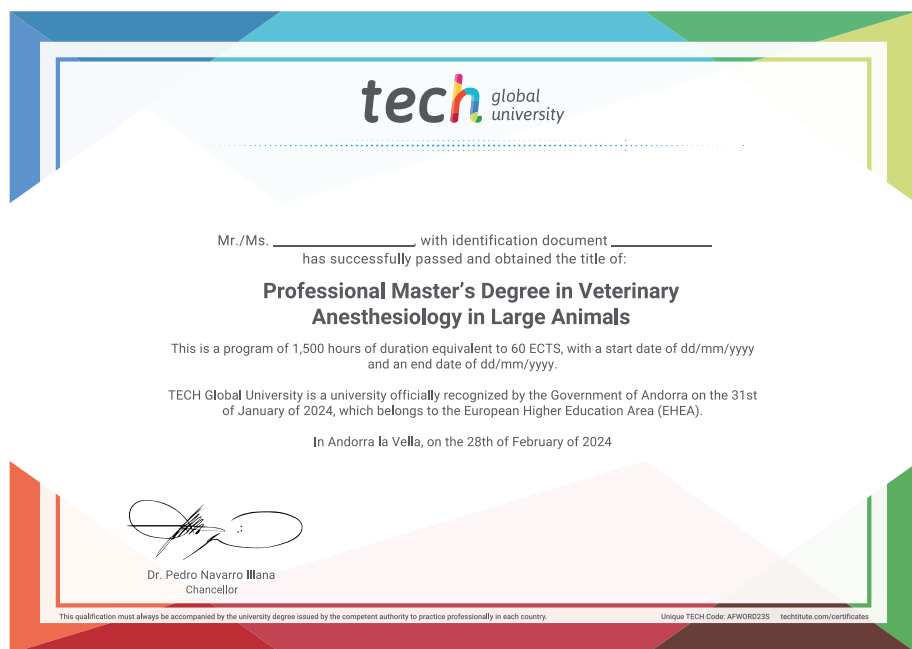 tech global university
Mr./Ms. ____________________, with identification document ______________
has successfully passed and obtained the title of:
Professional Master's Degree in Veterinary
Anesthesiology in Large Animals
This is a program of 1,500 hours of duration equivalent to 60 ECTS, with a start date of dd/mm/yyyy
and an end date of dd/mm/yyyy.
TECH Global University is a university officially recognized by the Government of Andorra on the 31st
of January of 2024, which belongs to the European Higher Education Area (EHEA).
In Andorra la Vella, on the 28th of February of 2024
Dr. Pedro Navarro Illana
Chancellor
This qualification must always be accompanied by the university degree issued by the competent authority to practice professionally in each country.
Unique TECH Code: AFWORD23S techtitute.com/certificates